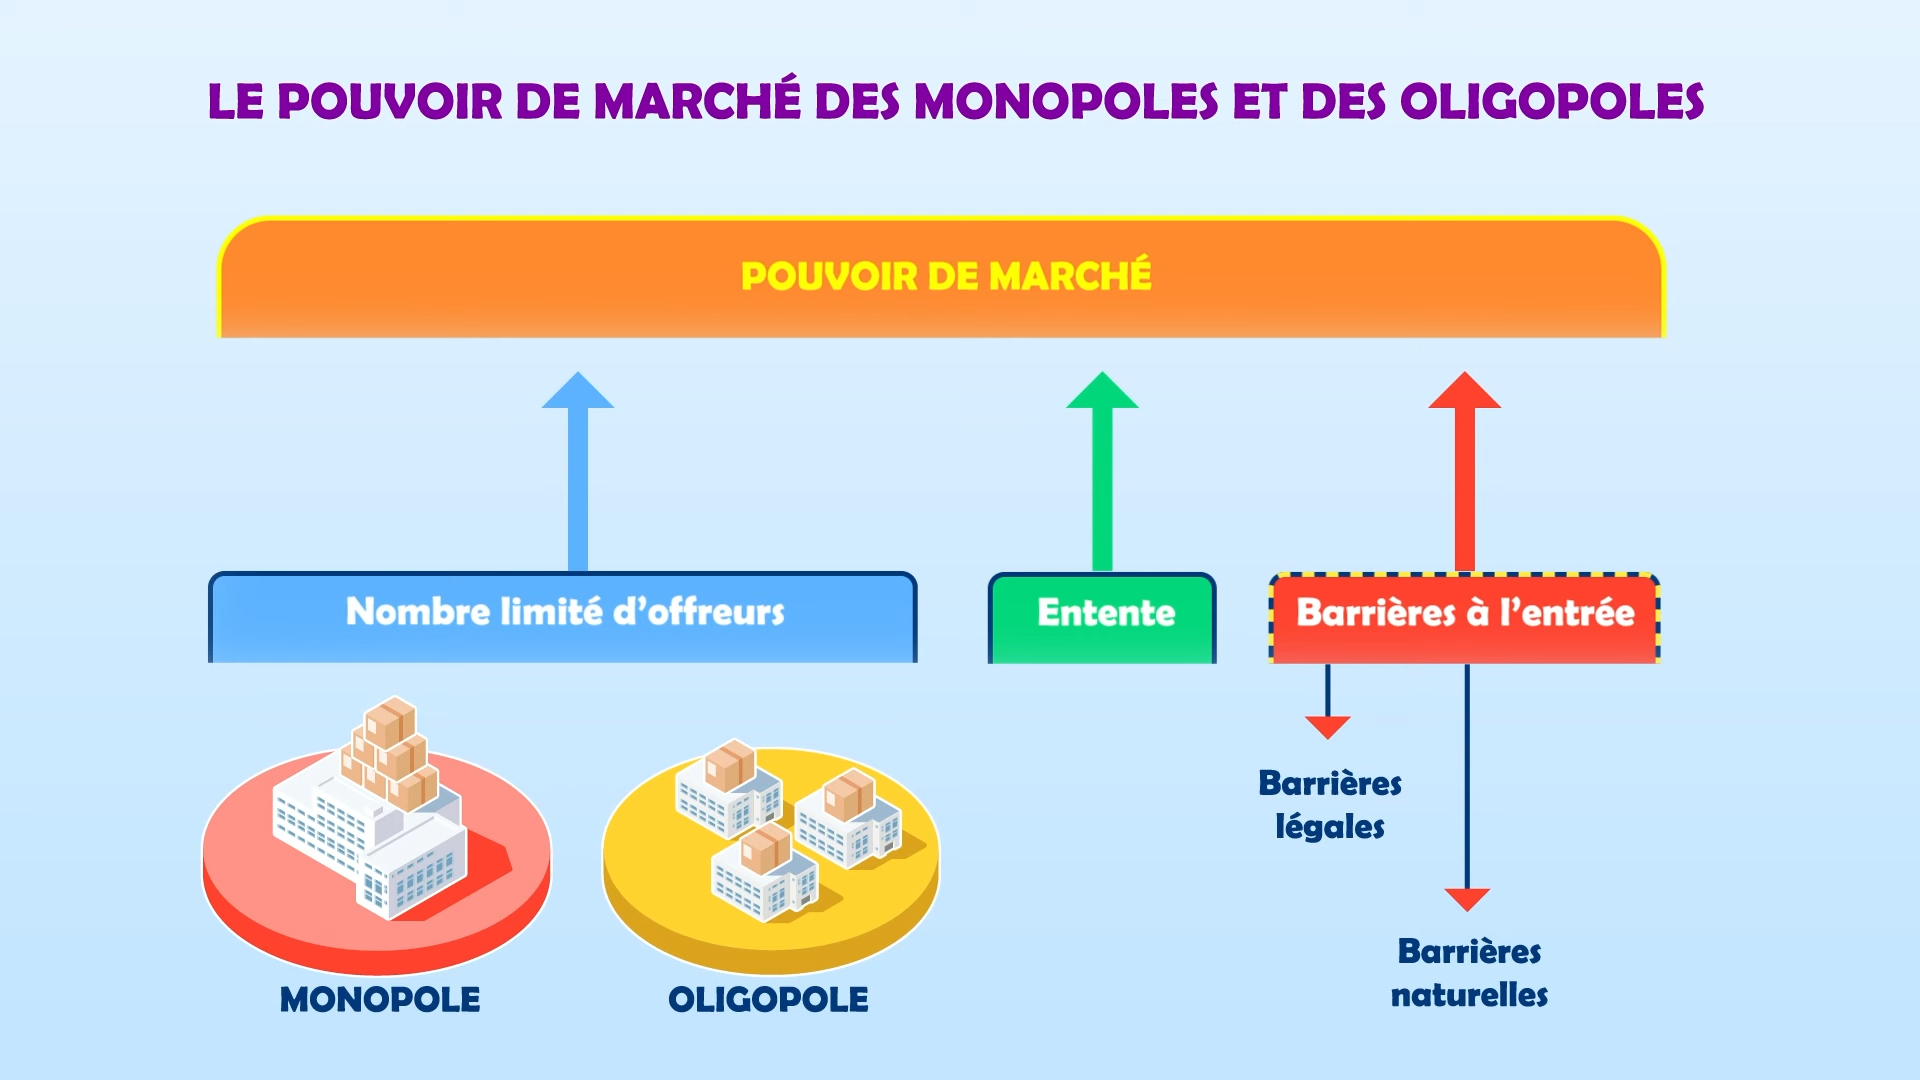 LE POUVOIR DE MARCHÉ DES MONOPOLES ET DES OLIGOPOLES
POUVOIR DE MARCHÉ
Nombre limité d'offreurs
Entente
Barrières à l'entrée
Barrières
légales
Barrières
naturelles
MONOPOLE
OLIGOPOLE